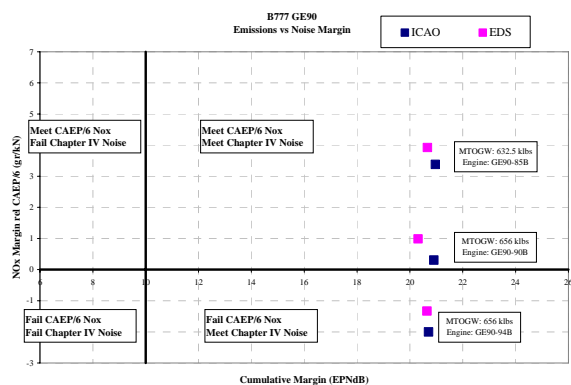 B777 GE90
Emissions vs Noise Margin
ICAO EDS
7
6
5
4
3
2
1
0
-1
-2
-3
6 8 10 12 14 16 18 20 22 24 26
NOx Margin rel CAEP/6 (gr/kN)
Meet CAEP/6 Nox
Fail Chapter IV Noise
Meet CAEP/6 Nox
Meet Chapter IV Noise
MTOGW: 632.5 klbs
Engine: GE90-85B
MTOGW: 656 klbs
Engine: GE90-90B
Fail CAEP/6 Nox
Fail Chapter IV Noise
Fail CAEP/6 Nox
Meet Chapter IV Noise
MTOGW: 656 klbs
Engine: GE90-94B
Cumulative Margin (EPNdB)